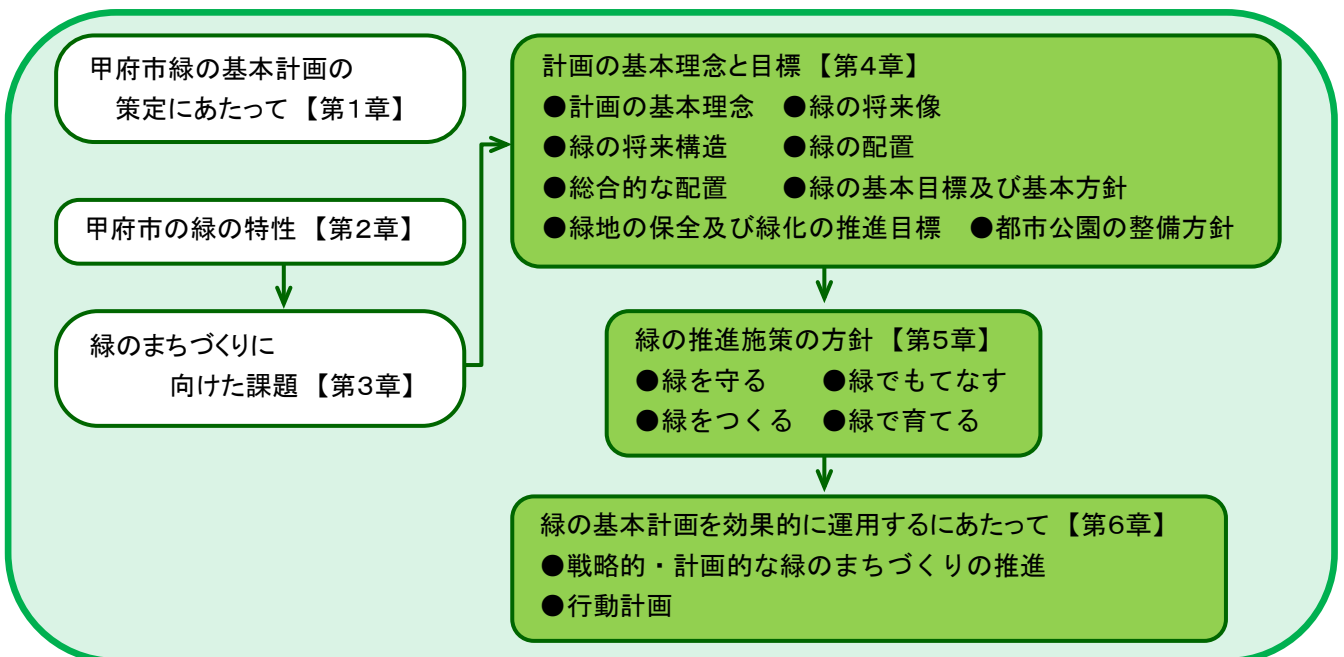 甲府市緑の基本計画の
策定にあたって【第1章】
甲府市の緑の特性【第2章】
緑のまちづくりに
向けた課題【第3章】
計画の基本理念と目標【第4章】
●計画の基本理念 ●緑の将来像
●緑の将来構造 ●緑の配置
●総合的な配置 ●緑の基本目標及び基本方針
●緑地の保全及び緑化の推進目標 ●都市公園の整備方針
緑の推進施策の方針【第5章】
●緑を守る ●緑でもてなす
●緑をつくる ●緑で育てる
緑の基本計画を効果的に運用するにあたって【第6章】
●戦略的・計画的な緑のまちづくりの推進
●行動計画